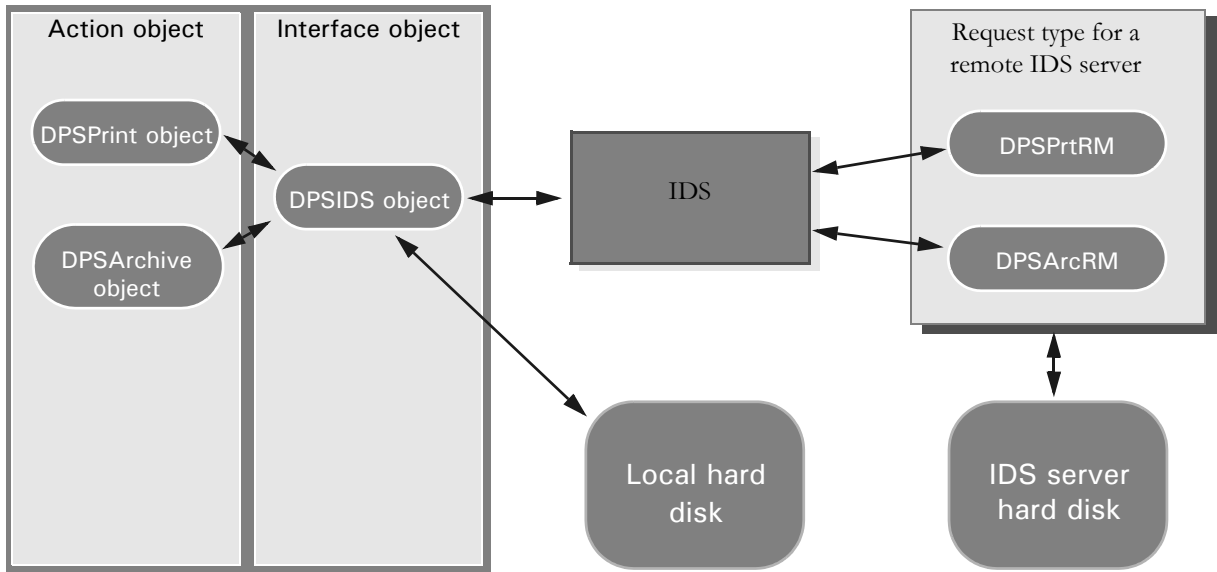 Action object
Interface object
Request type for a
remote IDS server
DPSPrint object
DPSPrtRM
DPSIDS object
IDS
DPSArchive
object
DPSArcRM
Local hard
disk
IDS server
hard disk